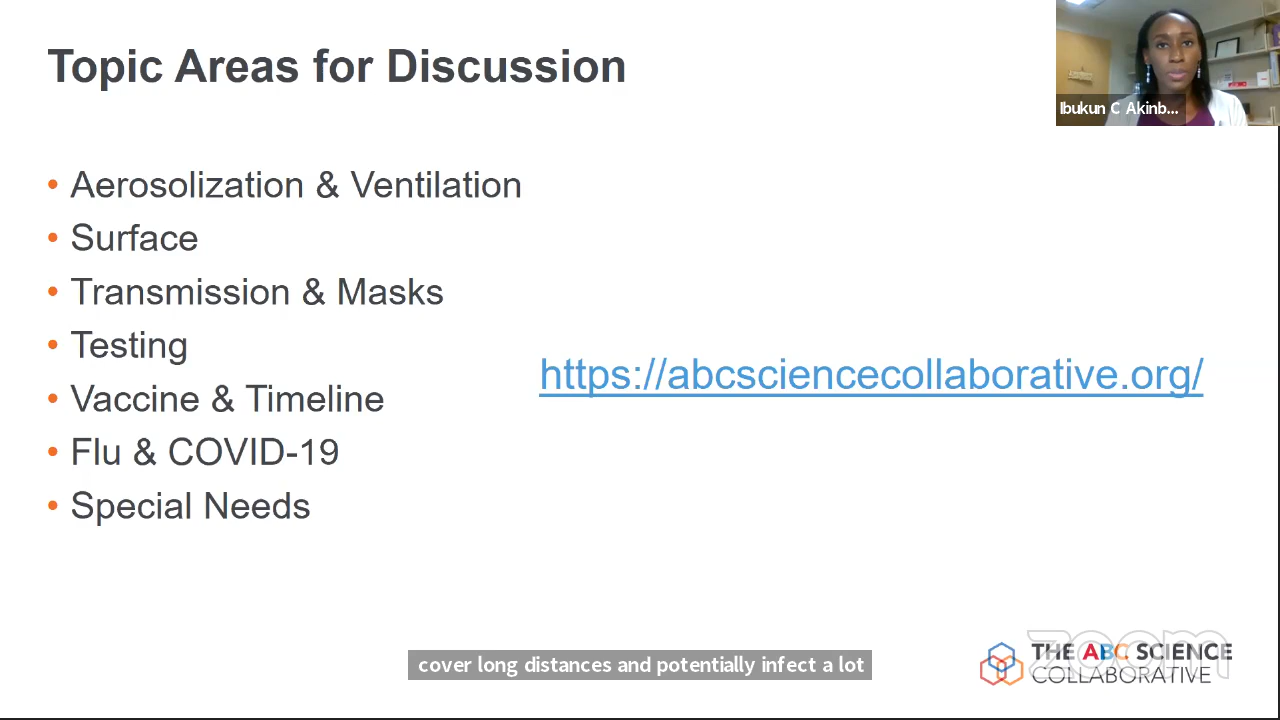 Topic Areas for Discussion
Ibukun C Akinb...
• Aerosolization & Ventilation
• Surface
• Transmission & Masks
• Testing
https://abcsciencecollaborative.org/
• Vaccine & Timeline
• Flu & COVID-19
• Special Needs
cover long distances and potentially infect a lot
zoom
THE ABC SCIENCE
COLLABORATIVE